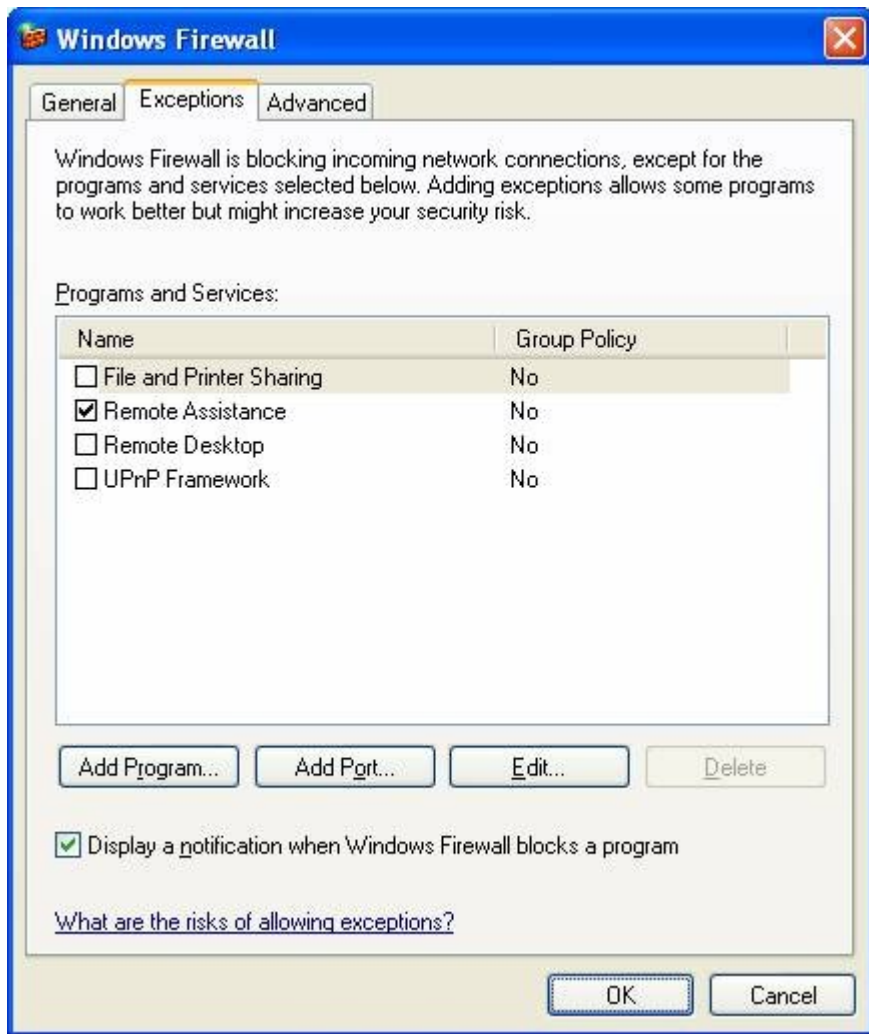 Windows Firewall
General Exceptions Advanced
Windows Firewall is blocking incoming network connections, except for the
programs and services selected below. Adding exceptions allows some programs
to work better but might increase your security risk.
Programs and Services:
Name Group Policy
File and Printer Sharing No
Remote Assistance No
Remote Desktop No
UPnP Framework No
Add Program... Add Port... Edit... Delete
Display a notification when Windows Firewall blocks a program
What are the risks of allowing exceptions?
OK Cancel